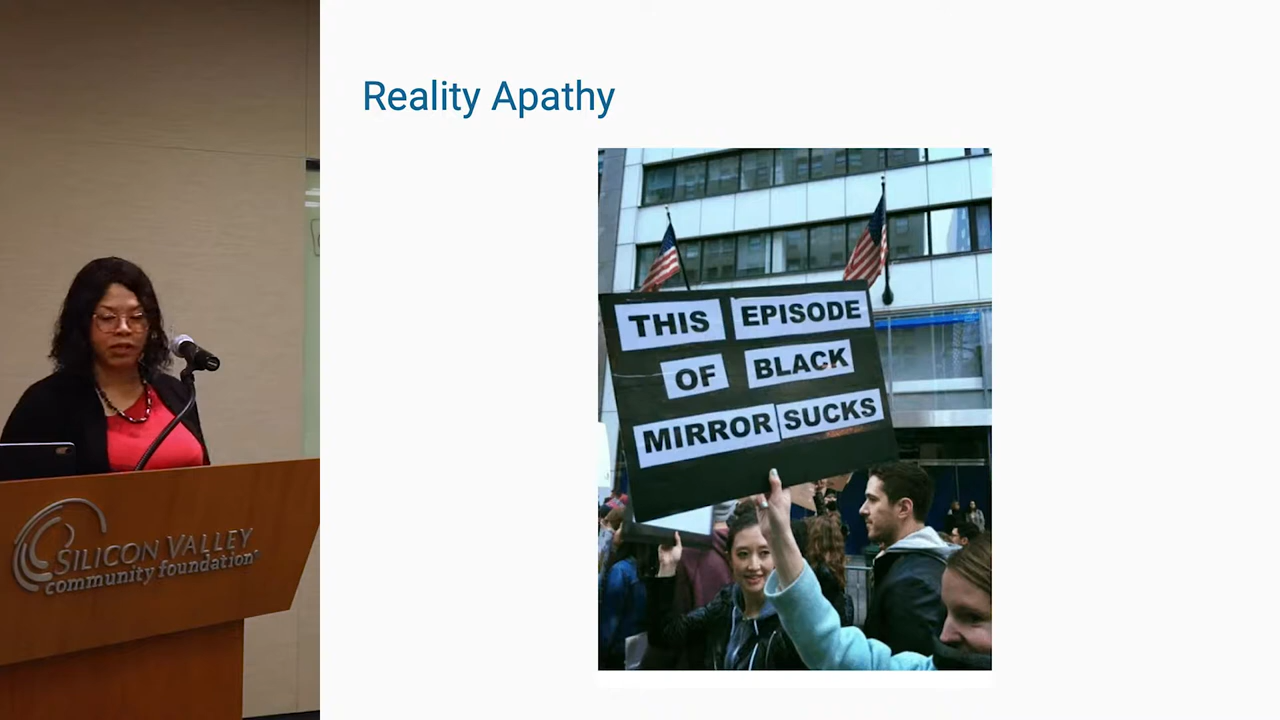 Reality Apathy
THIS EPISODE
OF BLACK
MIRROR SUCKS
SILICON VALLEY
community foundation